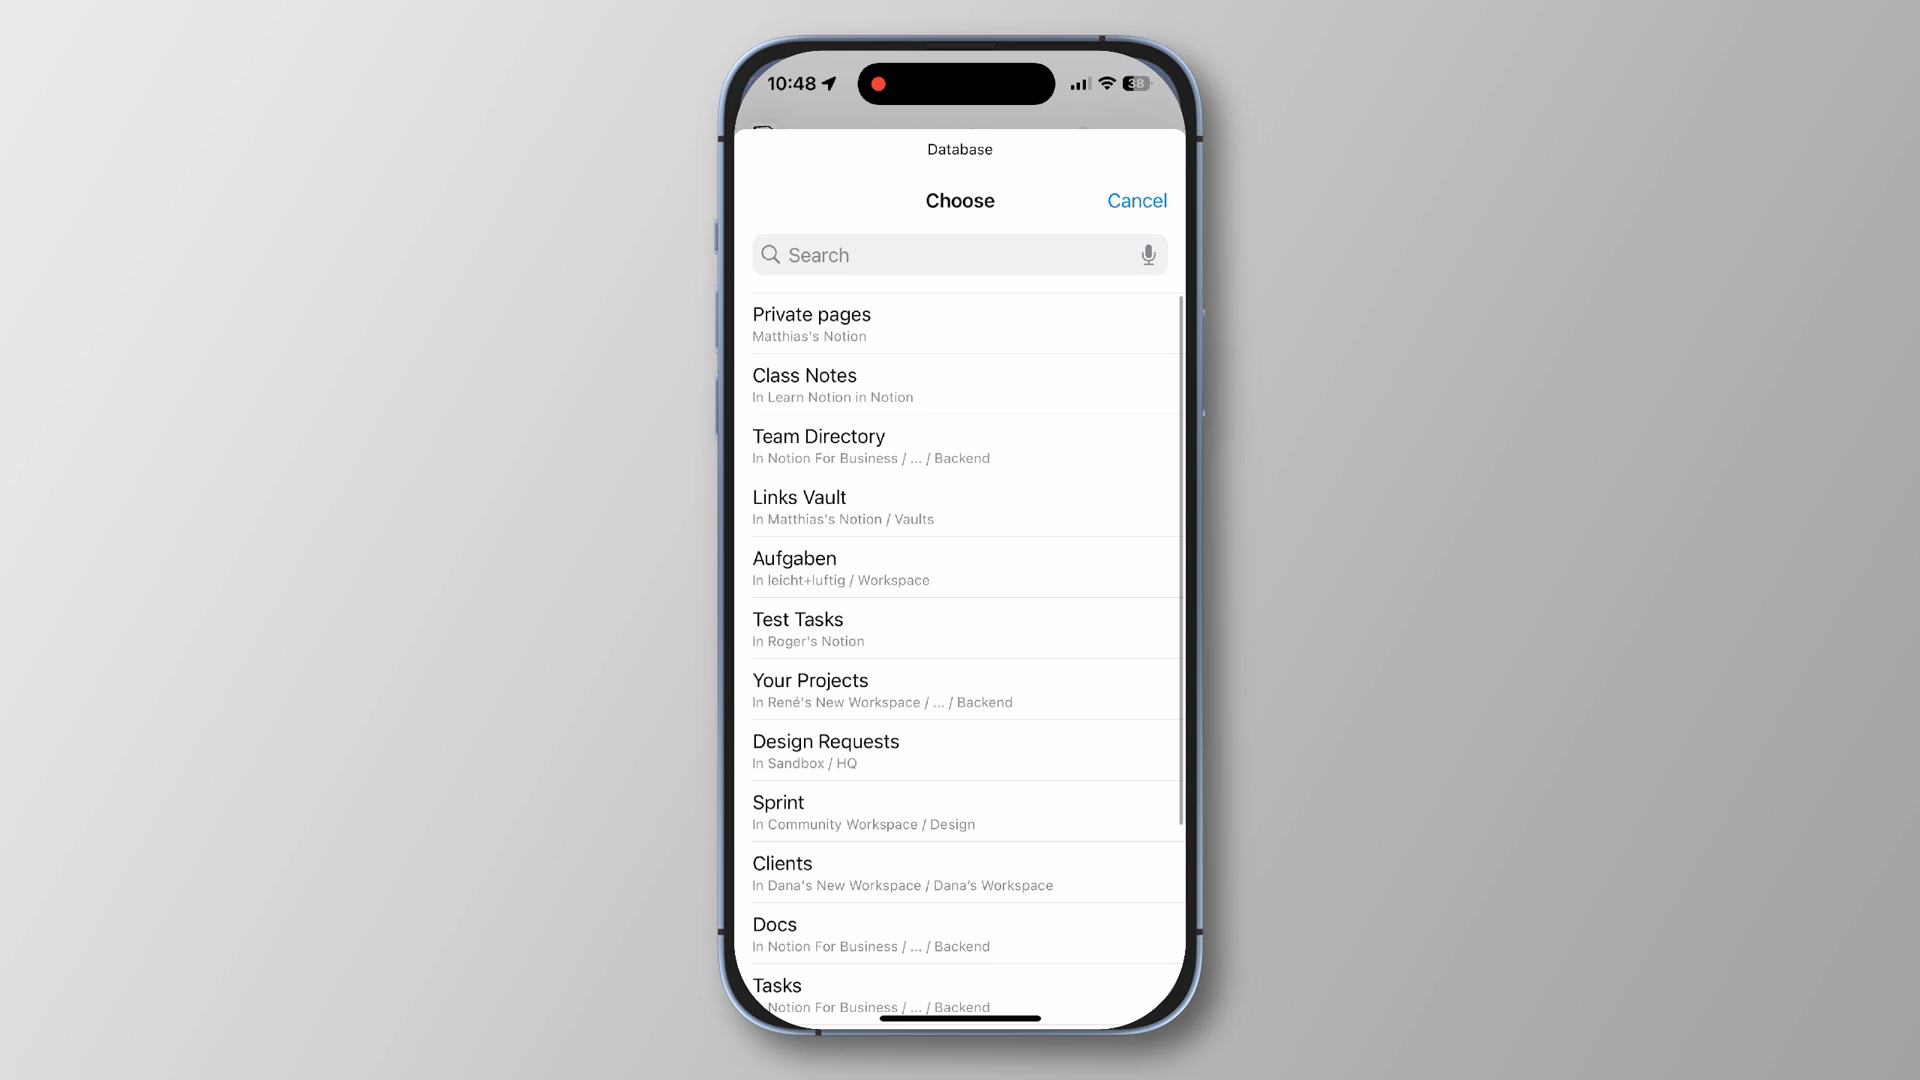 10:48
38
Database
Choose
Cancel
Search
Private pages
Matthias's Notion
Class Notes
In Learn Notion in Notion
Team Directory
In Notion For Business / ... / Backend
Links Vault
In Matthias's Notion / Vaults
Aufgaben
In leicht+luftig / Workspace
Test Tasks
In Roger's Notion
Your Projects
In René's New Workspace / ... / Backend
Design Requests
In Sandbox / HQ
Sprint
In Community Workspace / Design
Clients
In Dana's New Workspace / Dana’s Workspace
Docs
In Notion For Business / ... / Backend
Tasks
Notion For Business / ... / Backend